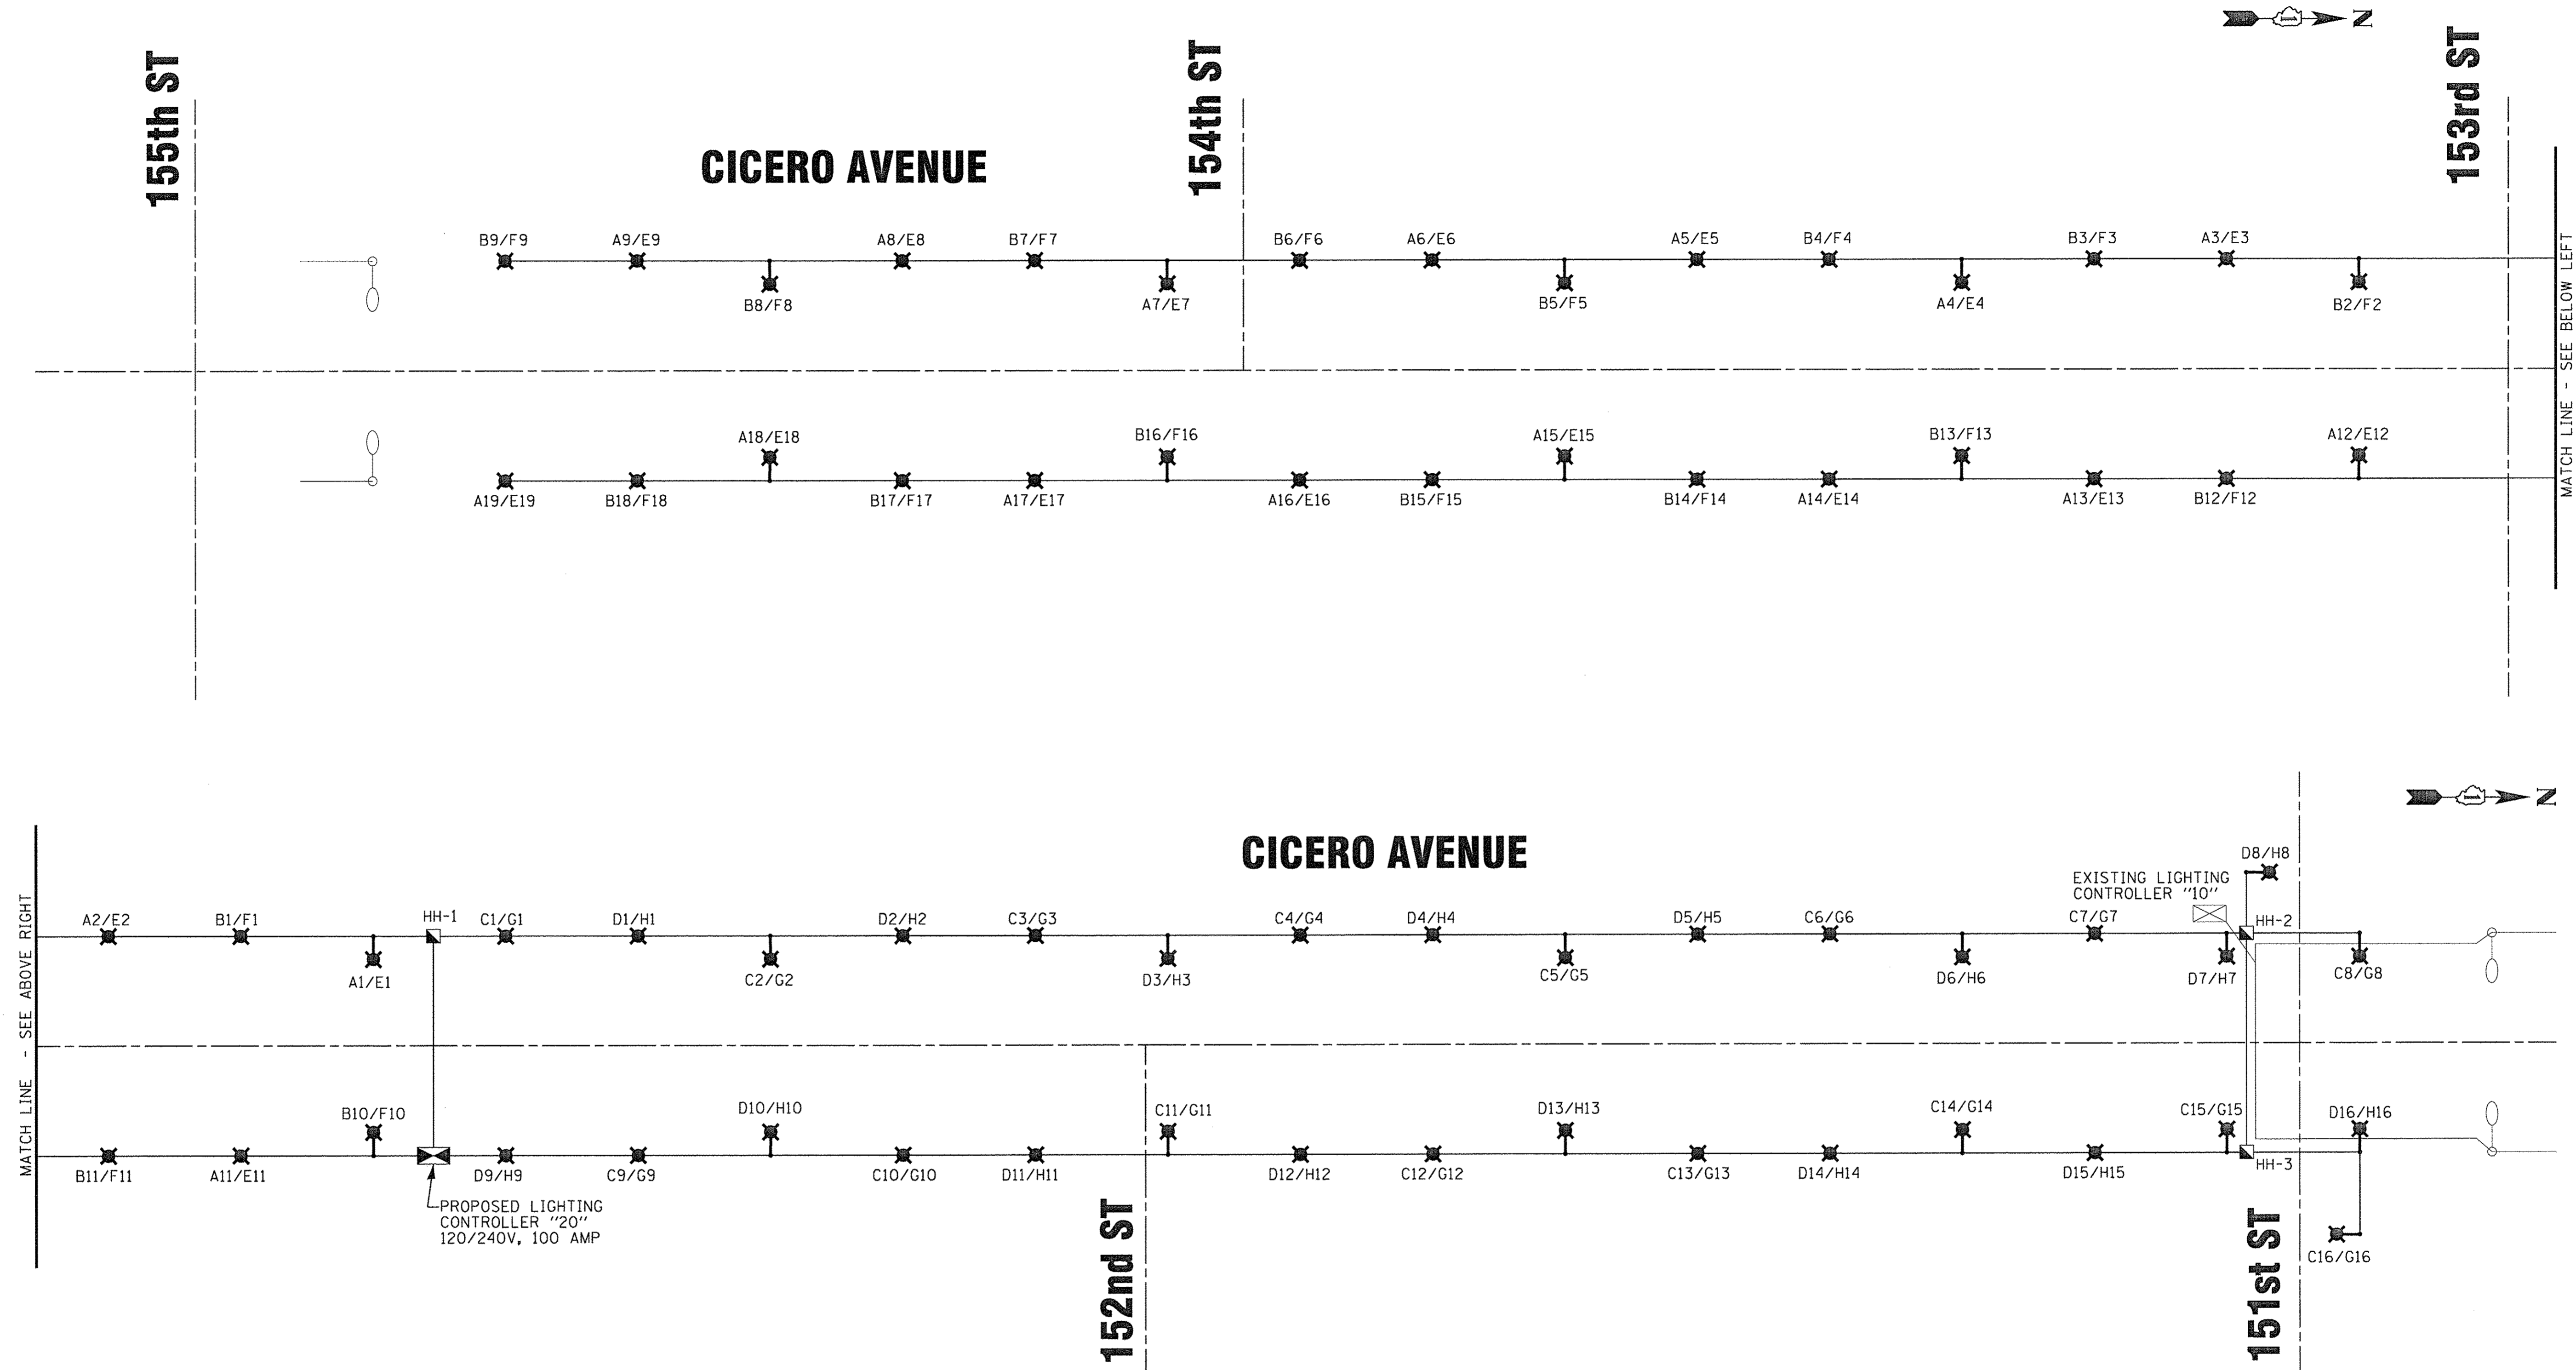 N
155th ST
154th ST
153rd ST
CICERO AVENUE
B9/F9
A9/E9
A8/E8
B7/F7
B6/F6
A6/E6
A5/E5
B4/F4
B3/F3
A3/E3
B8/F8
A7/E7
B5/F5
A4/E4
B2/F2
MATCH LINE - SEE BELOW LEFT
A18/E18
B16/F16
A15/E15
B13/F13
A12/E12
A19/E19
B18/F18
B17/F17
A17/E17
A16/E16
B15/F15
B14/F14
A14/E14
A13/E13
B12/F12
N
CICERO AVENUE
MATCH LINE - SEE ABOVE RIGHT
D8/H8
EXISTING LIGHTING
CONTROLLER "10"
A2/E2
B1/F1
HH-1
C1/G1
D1/H1
D2/H2
C3/G3
C4/G4
D4/H4
D5/H5
C6/G6
C7/G7
HH-2
A1/E1
C2/G2
D3/H3
C5/G5
D6/H6
D7/H7
C8/G8
B10/F10
D10/H10
C11/G11
D13/H13
C14/G14
C15/G15
D16/H16
B11/F11
A11/E11
D9/H9
C9/G9
C10/G10
D11/H11
D12/H12
C12/G12
C13/G13
D14/H14
D15/H15
HH-3
PROPOSED LIGHTING
CONTROLLER "20"
120/240V, 100 AMP
C16/G16
152nd ST
151st ST